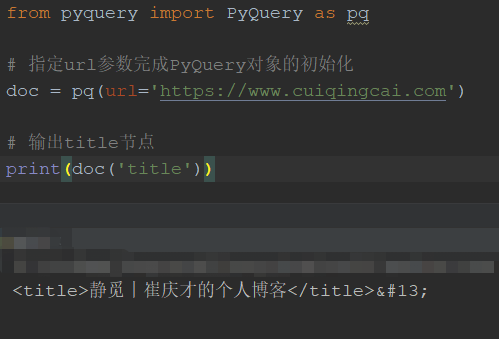 from pyquery import PyQuery as pq
# 指定url参数完成PyQuery对象的初始化
doc = pq(url='https://www.cuiqingcai.com')
# 输出title节点
print(doc('title'))
<title>静觅丨崔庆才的个人博客</title>&#13;